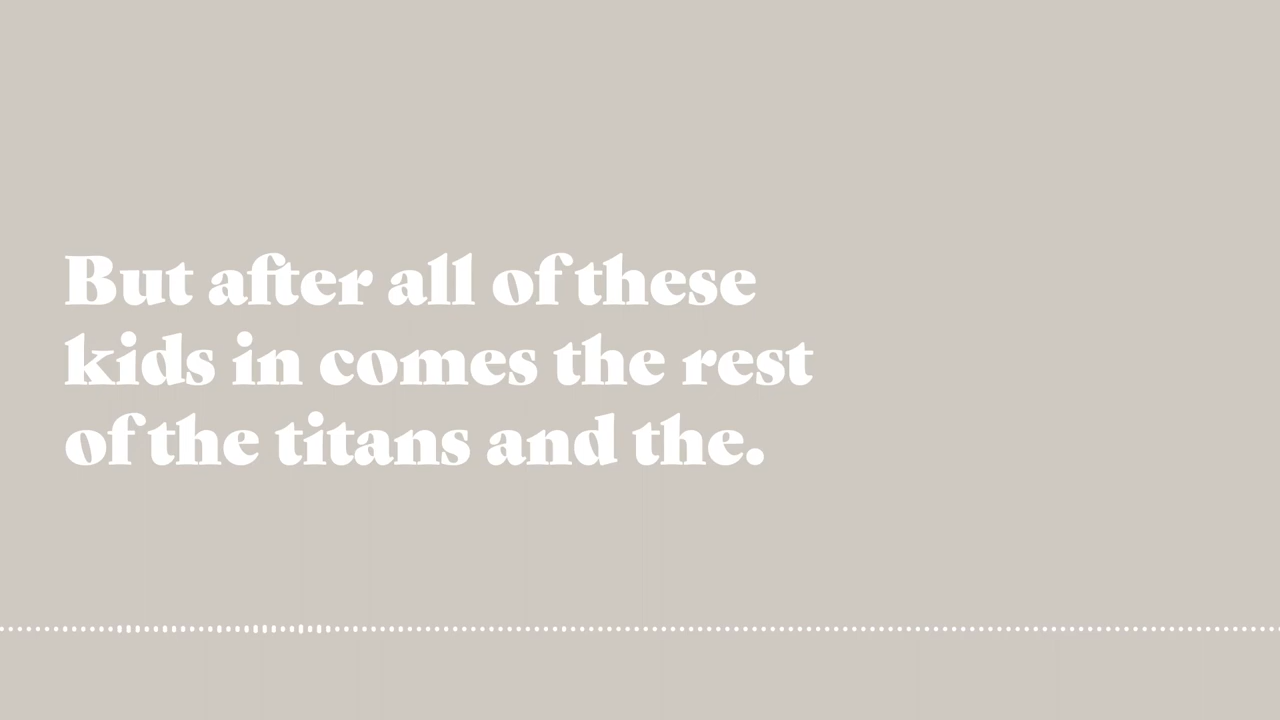 But after all of these
kids in comes the rest
of the titans and the.